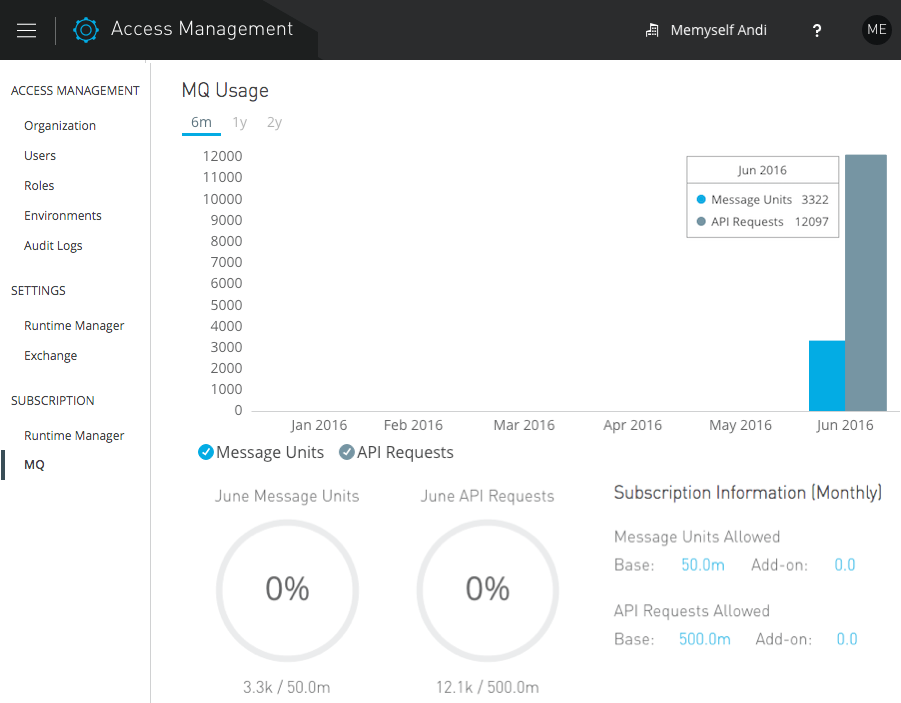 Access Management
Memyself Andi
?
ME
ACCESS MANAGEMENT
Organization
Users
Roles
Environments
Audit Logs
SETTINGS
Runtime Manager
Exchange
SUBSCRIPTION
Runtime Manager
MQ
MQ Usage
6m 1y 2y
12000
11000
10000
9000
8000
7000
6000
5000
4000
3000
2000
1000
0
Jun 2016
Message Units 3322
API Requests 12097
Jan 2016 Feb 2016 Mar 2016 Apr 2016 May 2016 Jun 2016
Message Units API Requests
June Message Units
0%
3.3k / 50.0m
June API Requests
0%
12.1k / 500.0m
Subscription Information (Monthly)
Message Units Allowed
Base: 50.0m Add-on: 0.0
API Requests Allowed
Base: 500.0m Add-on: 0.0